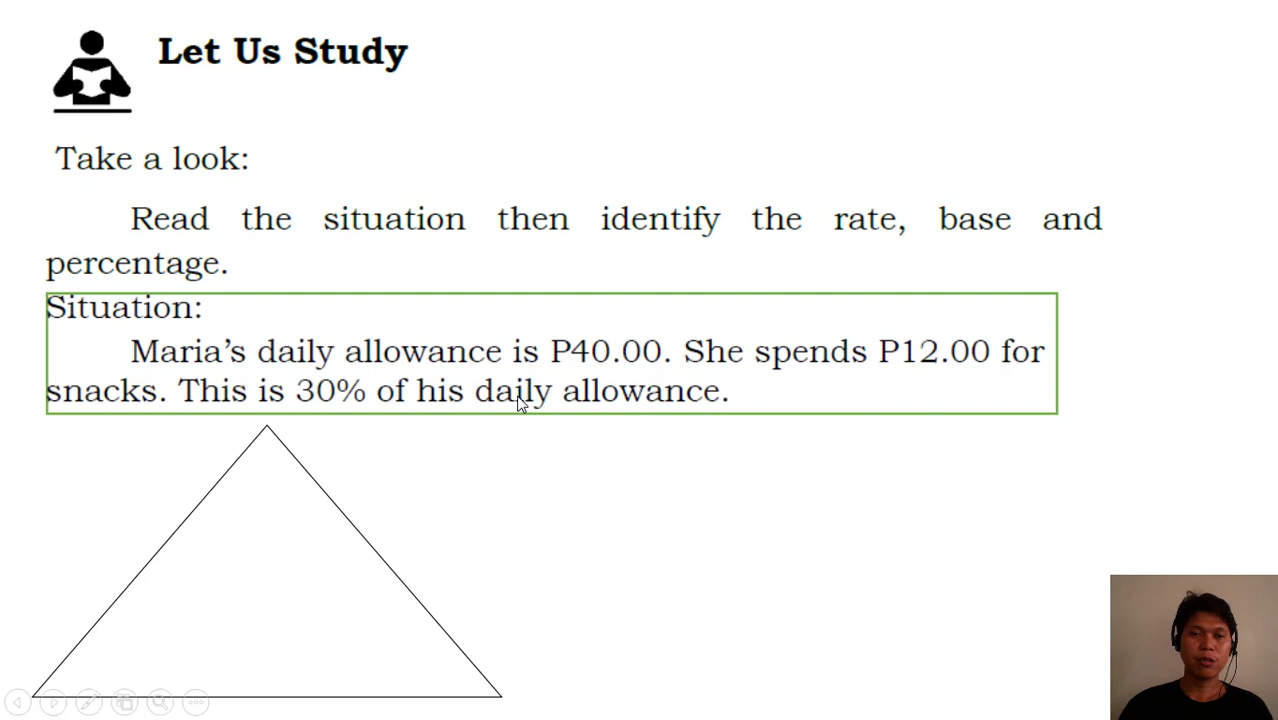 Let Us Study
Take a look:
Read the situation then identify the rate, base and
percentage.
Situation:
Maria's daily allowance is P40.00. She spends P12.00 for
snacks. This is 30% of his daily allowance.